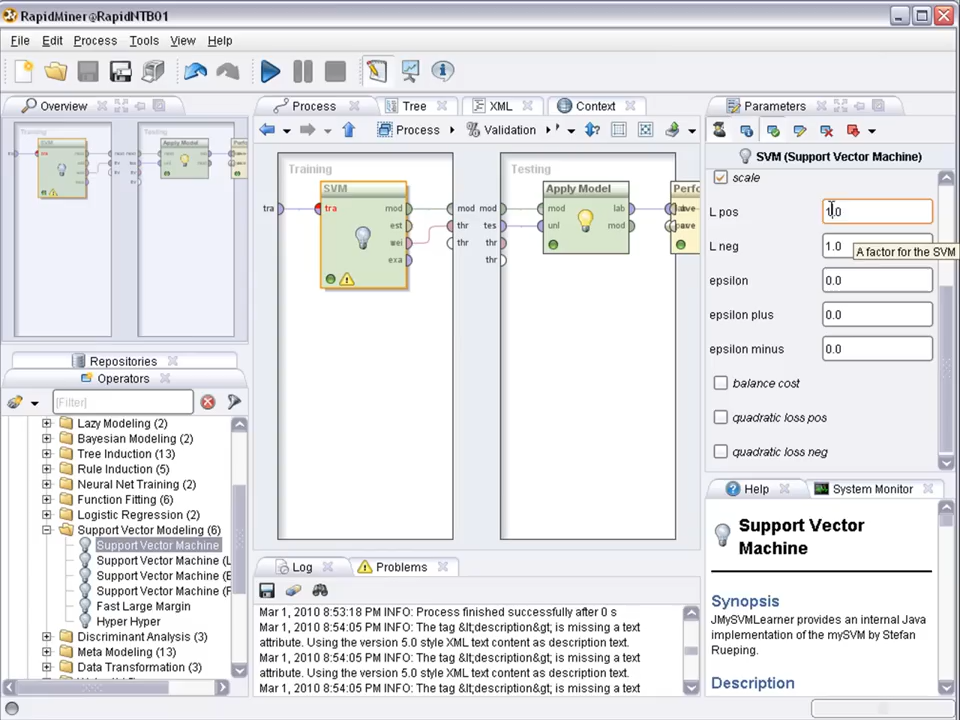 RapidMiner@RapidNTB01
File Edit Process Tools View Help
Overview
Process
Tree
XML
Context
Parameters
Process
Validation
SVM (Support Vector Machine)
Training
Testing
SVM
Apply Model
Training
Testing
SVM
Apply Model
Perfo
tra
tra
mod
est
wei
exa
mod
thr
thr
mod
tes
thr
thr
mod
unl
lab
mod
ave
scale
L pos
1.0
L neg
1.0
A factor for the SVM
epsilon
0.0
epsilon plus
0.0
epsilon minus
0.0
balance cost
quadratic loss pos
quadratic loss neg
Repositories
Operators
[Filter]
Lazy Modeling (2)
Bayesian Modeling (2)
Tree Induction (13)
Rule Induction (5)
Neural Net Training (2)
Function Fitting (6)
Logistic Regression (2)
Support Vector Modeling (6)
Support Vector Machine
Support Vector Machine (L
Support Vector Machine (E
Support Vector Machine (F
Fast Large Margin
Hyper Hyper
Discriminant Analysis (3)
Meta Modeling (13)
Data Transformation (3)
Log
Problems
Mar 1, 2010 8:53:18 PM INFO: Process finished successfully after 0 s
Mar 1, 2010 8:54:05 PM INFO: The tag &lt;description&gt; is missing a text
attribute. Using the version 5.0 style XML text content as description text.
Mar 1, 2010 8:54:05 PM INFO: The tag &lt;description&gt; is missing a text
attribute. Using the version 5.0 style XML text content as description text.
Mar 1, 2010 8:54:05 PM INFO: The tag &lt;description&gt; is missing a text
Help
System Monitor
Support Vector
Machine
Synopsis
JMySVMLearner provides an internal Java
implementation of the mySVM by Stefan
Rueping.
Description